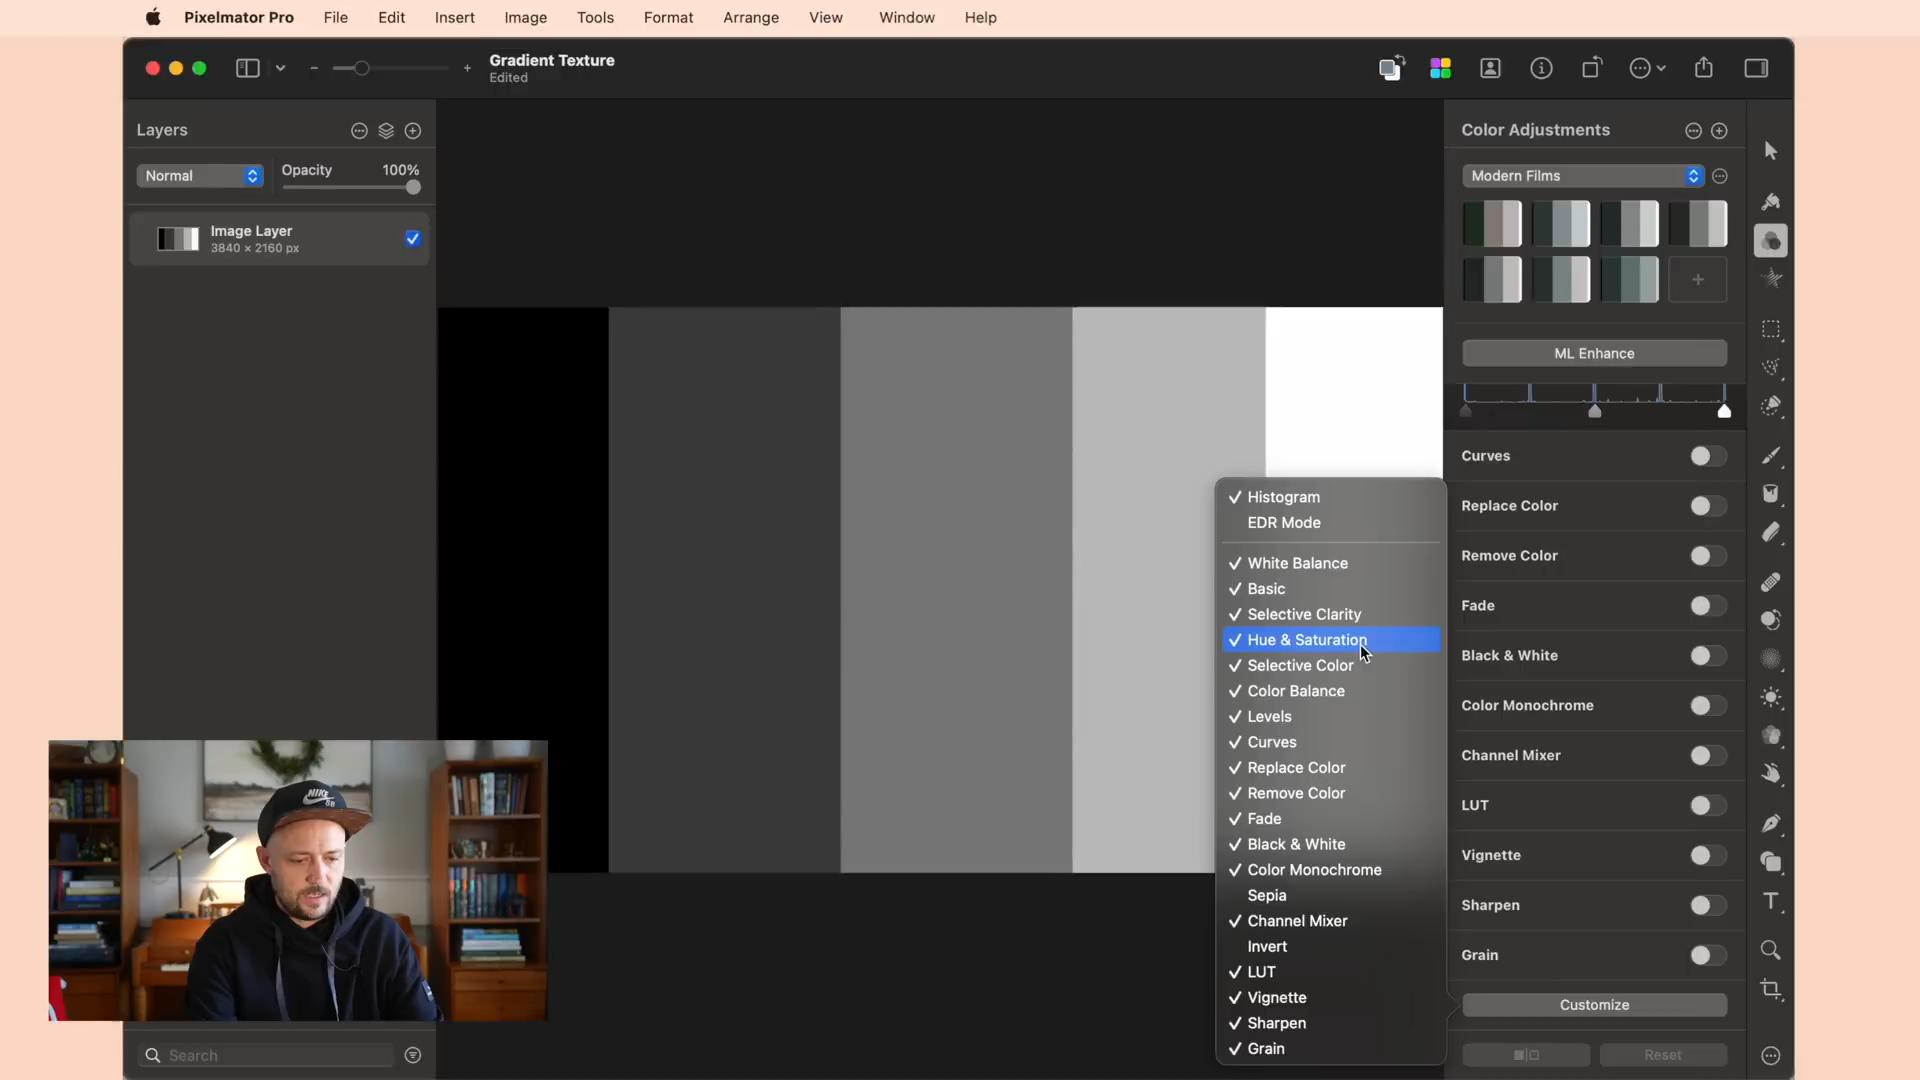 Pixelmator Pro File Edit Insert Image Tools Format Arrange View Window Help
Gradient Texture
Edited
Layers
Normal
Opacity 100%
Image Layer
3840 × 2160 px
Search
Color Adjustments
Modern Films
ML Enhance
Curves
Replace Color
Remove Color
Fade
Black & White
Color Monochrome
Channel Mixer
LUT
Vignette
Sharpen
Grain
Customize
Reset
Histogram
EDR Mode
White Balance
Basic
Selective Clarity
Hue & Saturation
Selective Color
Color Balance
Levels
Curves
Replace Color
Remove Color
Fade
Black & White
Color Monochrome
Sepia
Channel Mixer
Invert
LUT
Vignette
Sharpen
Grain
NIKE
SB